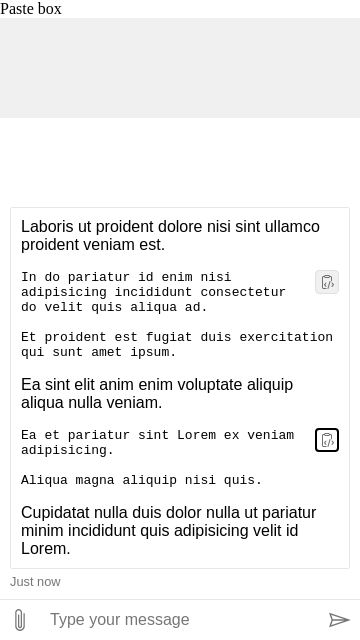 Paste box
Laboris ut proident dolore nisi sint ullamco
proident veniam est.
In do pariatur id enim nisi
adipisicing incididunt consectetur
do velit quis aliqua ad.
Et proident est fugiat duis exercitation
qui sunt amet ipsum.
Ea sint elit anim enim voluptate aliquip
aliqua nulla veniam.
Ea et pariatur sint Lorem ex veniam
adipisicing.
Aliqua magna aliquip nisi quis.
Cupidatat nulla duis dolor nulla ut pariatur
minim incididunt quis adipisicing velit id
Lorem.
Just now
Type your message